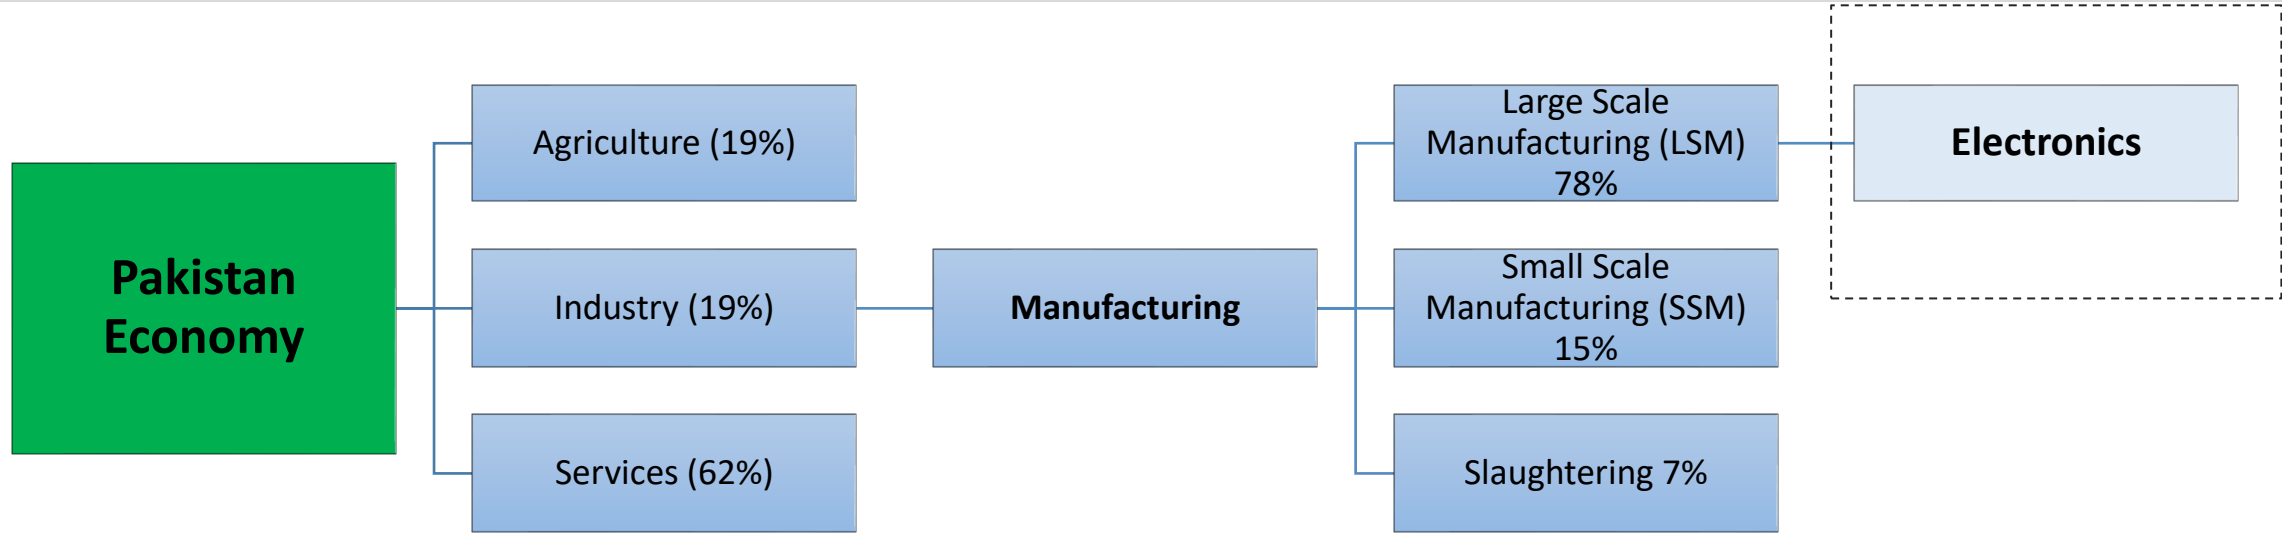 Pakistan
Economy
Agriculture (19%)
Industry (19%)
Services (62%)
Manufacturing
Large Scale
Manufacturing (LSM)
78%
Small Scale
Manufacturing (SSM)
15%
Slaughtering 7%
Electronics